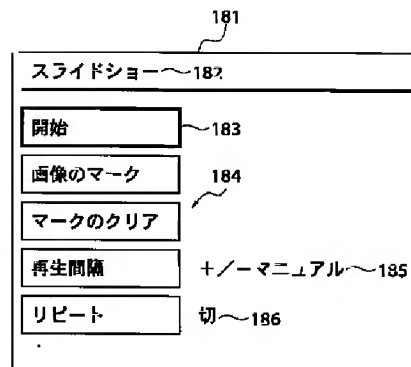 181
スライドショー 182
開始 183
画像のマーク 184
マークのクリア
再生間隔 +/-マニュアル 185
リピート 切 186